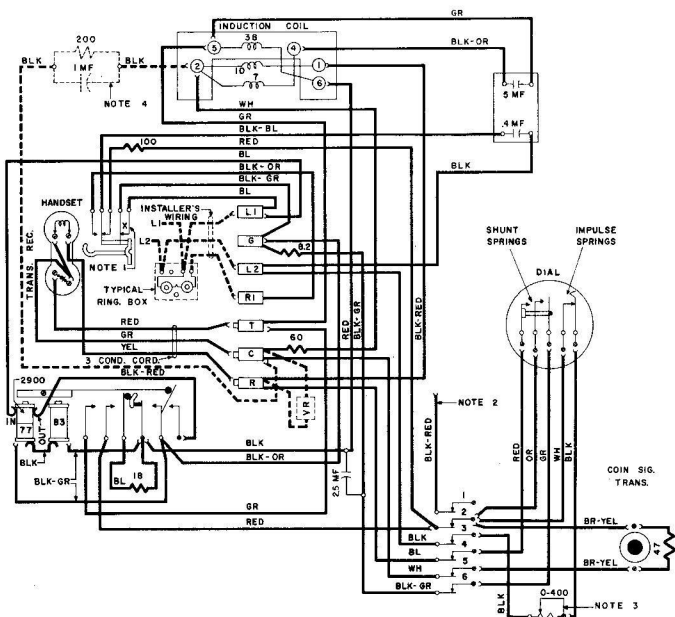 GR
INDUCTION COIL
200
38
5
4
BLK-OR
BLK
1MF
BLK
2
10
1
7
6
5 MF
NOTE 4
WH
GR
BLK-BL
.4 MF
RED
100
BL
BLK-OR
BLK
BLK-GR
BL
HANDSET
INSTALLER'S
WIRING
L1
L1
X
G
8.2
SHUNT
SPRINGS
IMPULSE
SPRINGS
L2
NOTE 1
L2
DIAL
TRANS. REC.
TYPICAL
RING. BOX
R1
RED
T
RED
BLK-GR
BLK-RED
GR
60
YEL
C
3 COND. CORD.
BLK-RED
R
2900
VR
NOTE 2
IN
77
OUT
83
BLK-RED
RED
OR
GR
WH
BLK
BLK
BLK
BLK-OR
COIN SIG.
TRANS.
BLK-GR
BL
18
2.5 MF
1
2
GR
3
BR-YEL
RED
BLK
4
47
BL
5
WH
BR-YEL
6
BLK-GR
BLK
0-400
NOTE 3